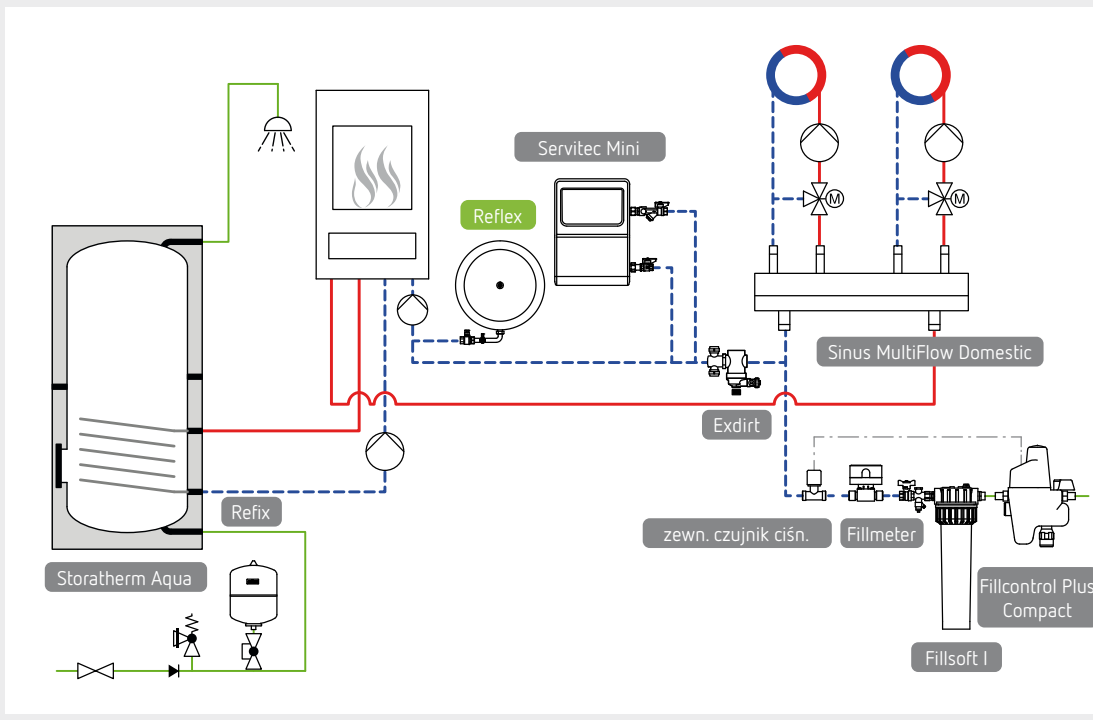 Servitec Mini
Reflex
M
M
Sinus MultiFlow Domestic
Exdirt
Refix
zewn. czujnik ciśn.
Fillmeter
Storatherm Aqua
Fillcontrol Plus
Compact
Fillsoft I